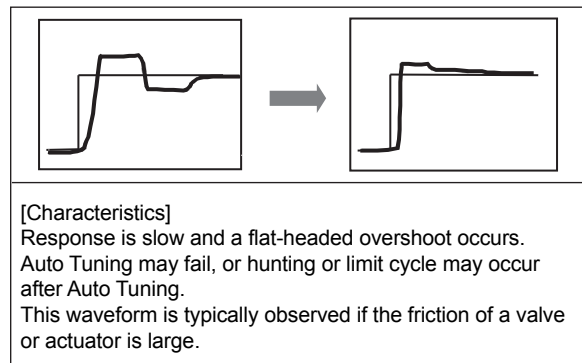 [Characteristics]
Response is slow and a flat-headed overshoot occurs.
Auto Tuning may fail, or hunting or limit cycle may occur
after Auto Tuning.
This waveform is typically observed if the friction of a valve
or actuator is large.